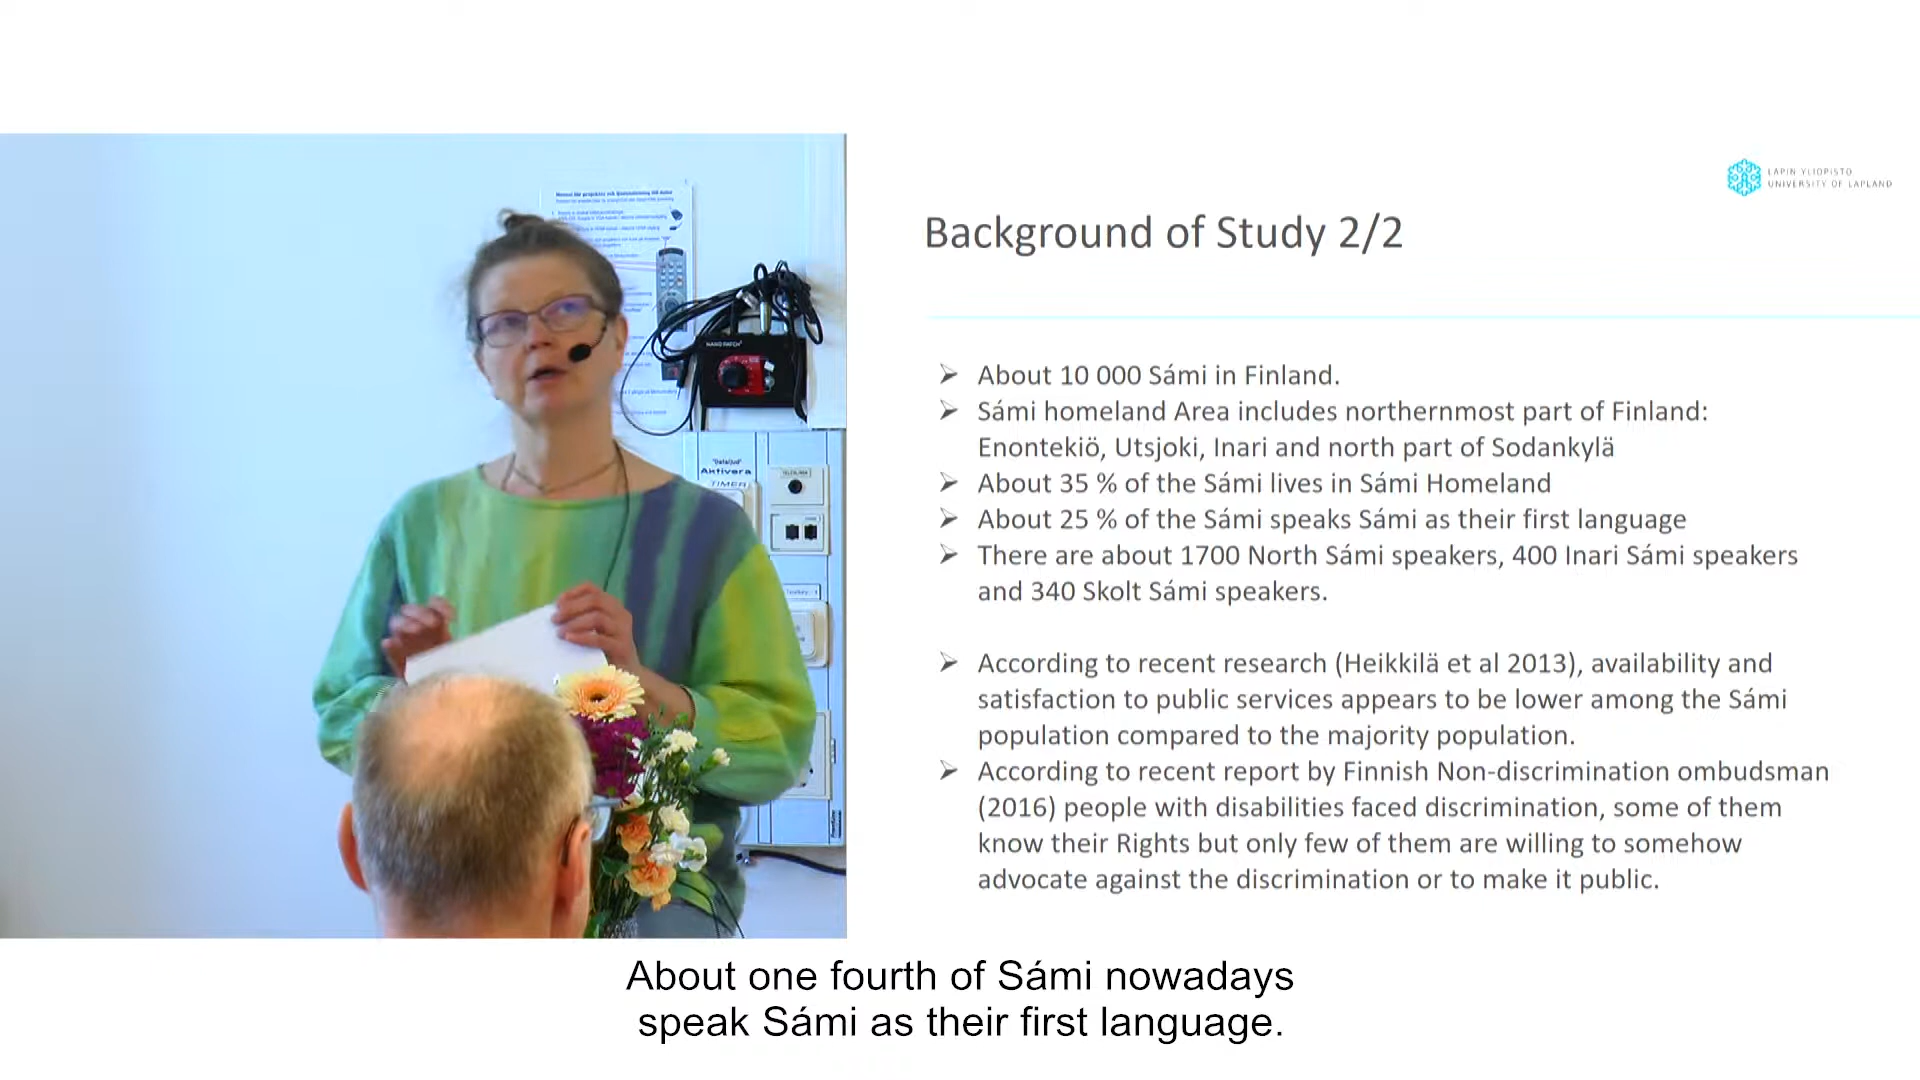 LAPIN YLIOPISTO
UNIVERSITY OF LAPLAND
Background of Study 2/2
➢ About 10 000 Sámi in Finland.
➢ Sámi homeland Area includes northernmost part of Finland:
Enontekiö, Utsjoki, Inari and north part of Sodankylä
➢ About 35 % of the Sámi lives in Sámi Homeland
➢ About 25 % of the Sámi speaks Sámi as their first language
➢ There are about 1700 North Sámi speakers, 400 Inari Sámi speakers
and 340 Skolt Sámi speakers.
➢ According to recent research (Heikkilä et al 2013), availability and
satisfaction to public services appears to be lower among the Sámi
population compared to the majority population.
➢ According to recent report by Finnish Non-discrimination ombudsman
(2016) people with disabilities faced discrimination, some of them
know their Rights but only few of them are willing to somehow
advocate against the discrimination or to make it public.
NANO PATCH
Aktivera
TIMER
About one fourth of Sámi nowadays
speak Sámi as their first language.